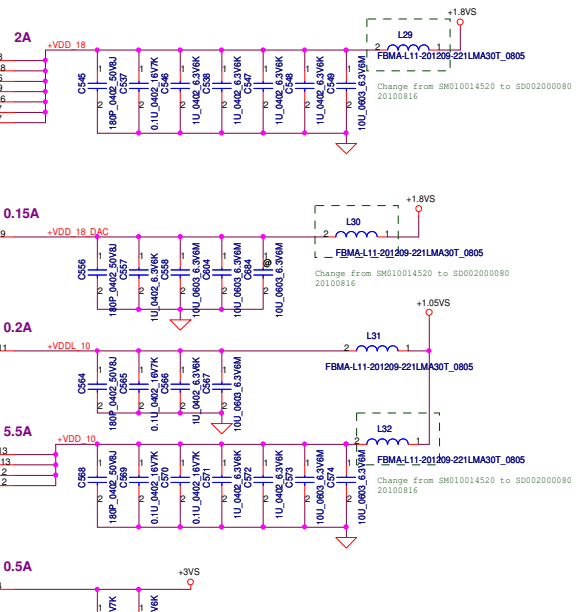 +1.8VS
2A
+VDD_18
L29
2
1
FBMA-L11-201209-221LMA30T_0805
Change from SM010014520 to SD002000080
20100816
C545
180P_0402_50V8J
C537
0.1U_0402_16V7K
C546
1U_0402_6.3V6K
C538
1U_0402_6.3V6K
C547
1U_0402_6.3V6K
C548
1U_0402_6.3V6K
C549
10U_0603_6.3V6M
+1.8VS
0.15A
+VDD_18_DAC
L30
2
1
FBMA-L11-201209-221LMA30T_0805
Change from SM010014520 to SD002000080
20100816
C556
180P_0402_50V8J
C557
1U_0402_6.3V6K
C558
10U_0603_6.3V6M
C604
10U_0603_6.3V6M
C684
10U_0603_6.3V6M
@
+1.05VS
0.2A
+VDDL_10
L31
2
1
FBMA-L11-201209-221LMA30T_0805
C564
180P_0402_50V8J
C565
0.1U_0402_16V7K
C566
1U_0402_6.3V6K
C567
10U_0603_6.3V6M
5.5A
+VDD_10
L32
2
1
FBMA-L11-201209-221LMA30T_0805
Change from SM010014520 to SD002000080
20100816
C568
180P_0402_50V8J
C569
0.1U_0402_16V7K
C570
0.1U_0402_16V7K
C571
1U_0402_6.3V6K
C572
1U_0402_6.3V6K
C573
10U_0603_6.3V6M
C574
10U_0603_6.3V6M
0.5A
+3VS